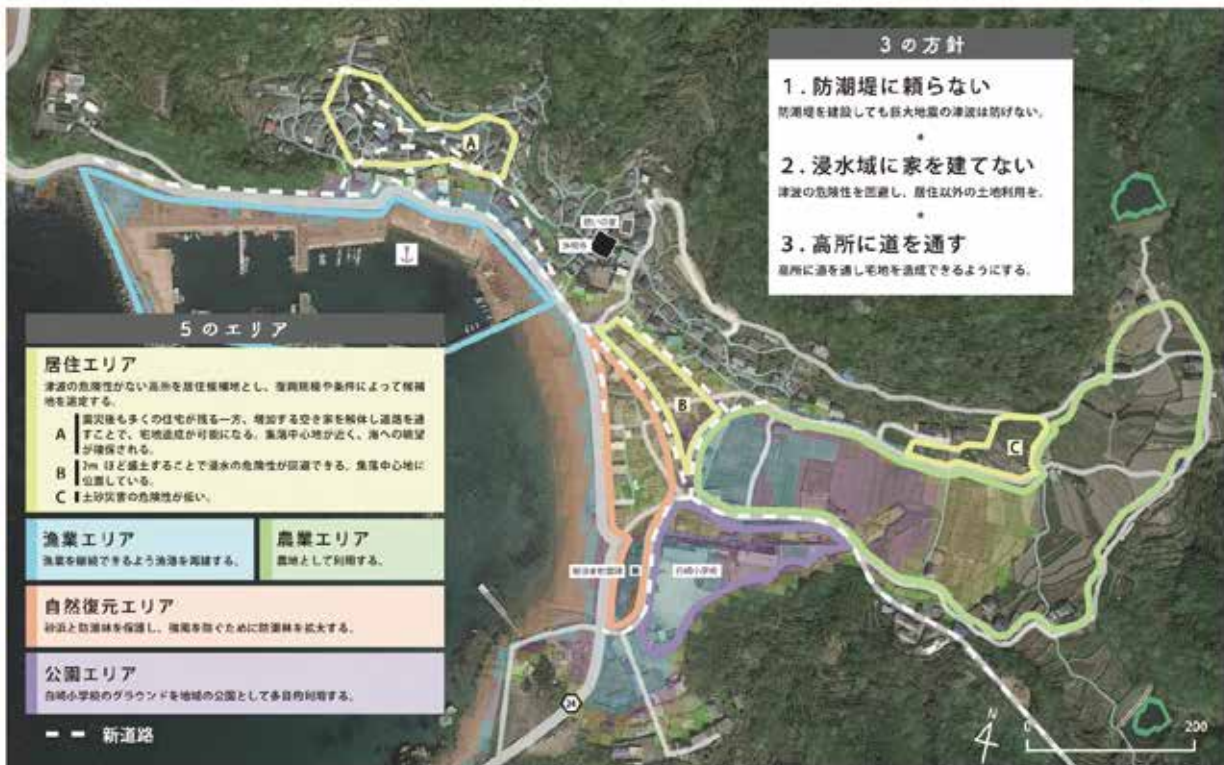 3の方針
1.防潮堤に頼らない
防潮堤を建設しても巨大地震の津波は防げない。
2.浸水域に家を建てない
津波の危険性を回避し、居住以外の土地利用を。
3.高所に道を通す
高所に道を通し宅地を造成できるようにする。
A
B
C
白崎小学校
24
N
0
200
5のエリア
居住エリア
津波の危険性がない高所を居住候補地とし、復興規模や条件によって候補
地を選定する。
A 震災後も多くの住宅が残る一方、増加する空き家を解体し道路を通
すことで、宅地造成が可能になる。集落中心地が近く、海への眺望
が確保される。
B 2m ほど盛土することで浸水の危険性が回避できる。集落中心地に
位置している。
C 土砂災害の危険性が低い。
漁業エリア
漁業を継続できるよう漁港を再建する。
農業エリア
農地として利用する。
自然復元エリア
砂浜と防潮林を保護し、強風を防ぐために防潮林を拡大する。
公園エリア
白崎小学校のグラウンドを地域の公園として多目的利用する。
新道路